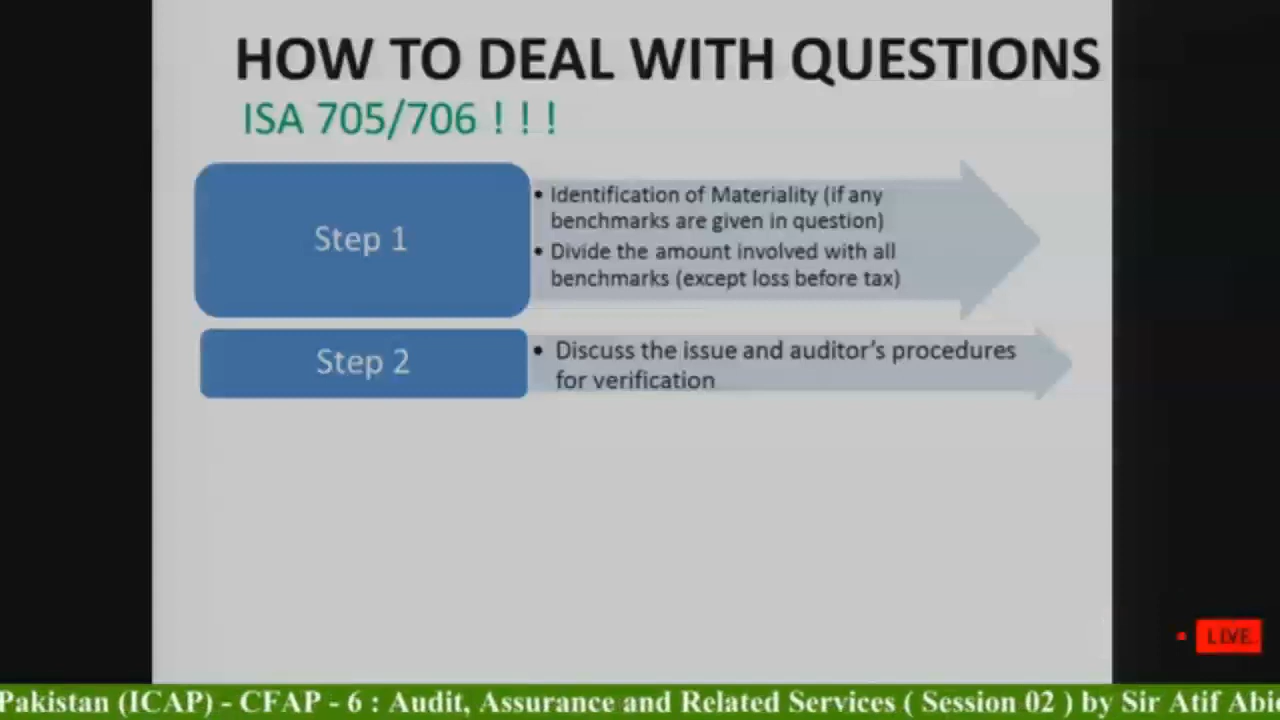 HOW TO DEAL WITH QUESTIONS
ISA 705/706 ! ! !
Step 1
• Identification of Materiality (if any
benchmarks are given in question)
• Divide the amount involved with all
benchmarks (except loss before tax)
Step 2
• Discuss the issue and auditor's procedures
for verification
LIVE
Pakistan (ICAP) - CFAP - 6 : Audit, Assurance and Related Services ( Session 02 ) by Sir Atif